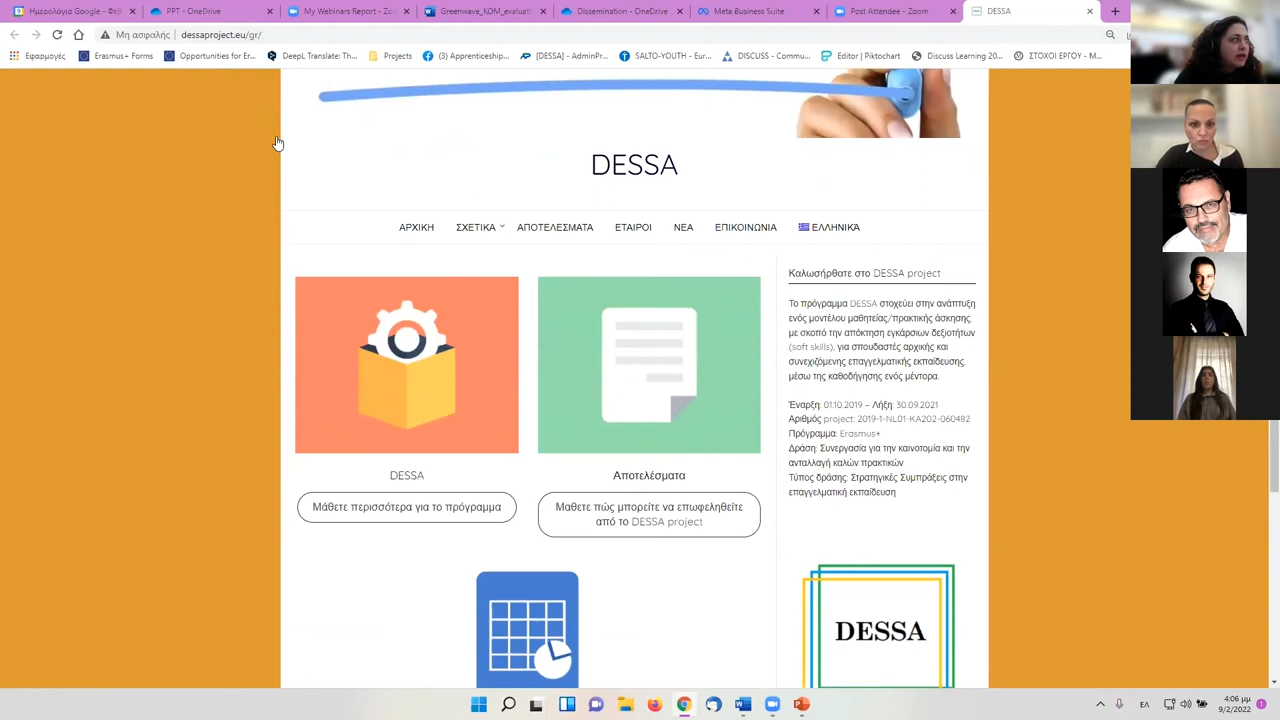 Ημερολόγιο Google - Φεβ
PPT - OneDrive
My Webinars Report - Zo
Greenwave_NOM_evaluati
Dissemination - OneDrive
Meta Business Suite
Post Attendee - Zoom
DESSA
Μη ασφαλής
dessaproject.eu/gr/
Εφαρμογές
Erasmus+ Forms
Opportunities for Er...
DeepL Translate: Th...
Projects
(3) Apprenticeship...
[DESSA] - AdminPr...
SALTO-YOUTH - Eur...
DISCUSS - Commu...
Editor | Piktochart
Discuss Learning 20...
ΣΤΟΧΟΙ ΕΡΓΟΥ - Μ...
DESSA
ΑΡΧΙΚΗ
ΣΧΕΤΙΚΑ
ΑΠΟΤΕΛΕΣΜΑΤΑ
ΕΤΑΙΡΟΙ
ΝΕΑ
ΕΠΙΚΟΙΝΩΝΙΑ
ΕΛΛΗΝΙΚΆ
DESSA
Μάθετε περισσότερα για το πρόγραμμα
Αποτελέσματα
Μαθετε πώς μπορείτε να επωφεληθείτε
από το DESSA project
Καλωσήρθατε στο DESSA project
Το πρόγραμμα DESSA στοχεύει στην ανάπτυξη
ενός μοντέλου μαθητείας/πρακτικής άσκησης,
με σκοπό την απόκτηση εγκάρσιων δεξιοτήτων
(soft skills), για σπουδαστές αρχικής και
συνεχιζόμενης επαγγελματικής εκπαίδευσης,
μέσω της καθοδήγησης ενός μέντορα.
Έναρξη: 01.10.2019 – Λήξη: 30.09.2021
Αριθμός project: 2019-1-NL01-KA202-060482
Πρόγραμμα: Erasmus+
Δράση: Συνεργασία για την καινοτομία και την
ανταλλαγή καλών πρακτικών
Τύπος δράσης: Στρατηγικές Συμπράξεις στην
επαγγελματική εκπαίδευση
DESSA
ΕΛ
4:06 μμ
9/2/2022